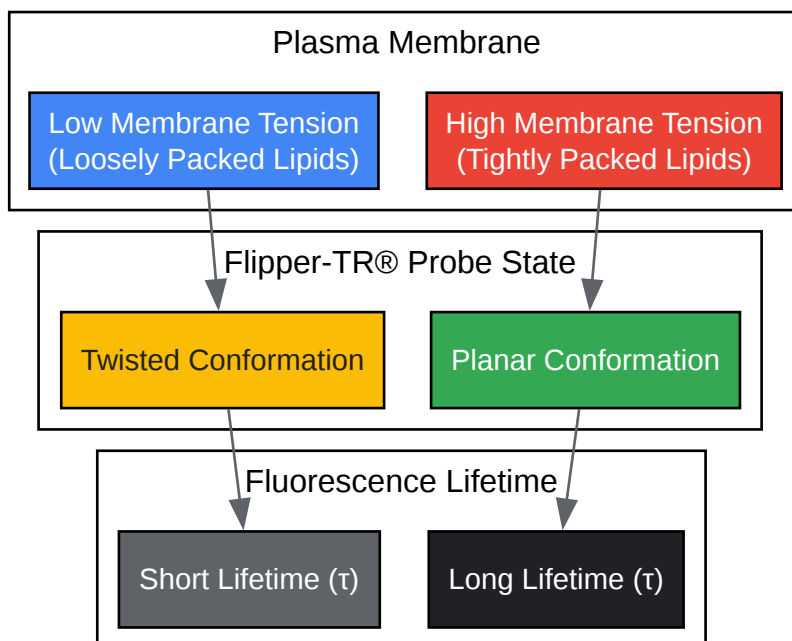 Plasma Membrane
Low Membrane Tension
(Loosely Packed Lipids)
High Membrane Tension
(Tightly Packed Lipids)
Flipper-TR® Probe State
Twisted Conformation
Planar Conformation
Fluorescence Lifetime
Short Lifetime (τ)
Long Lifetime (τ)